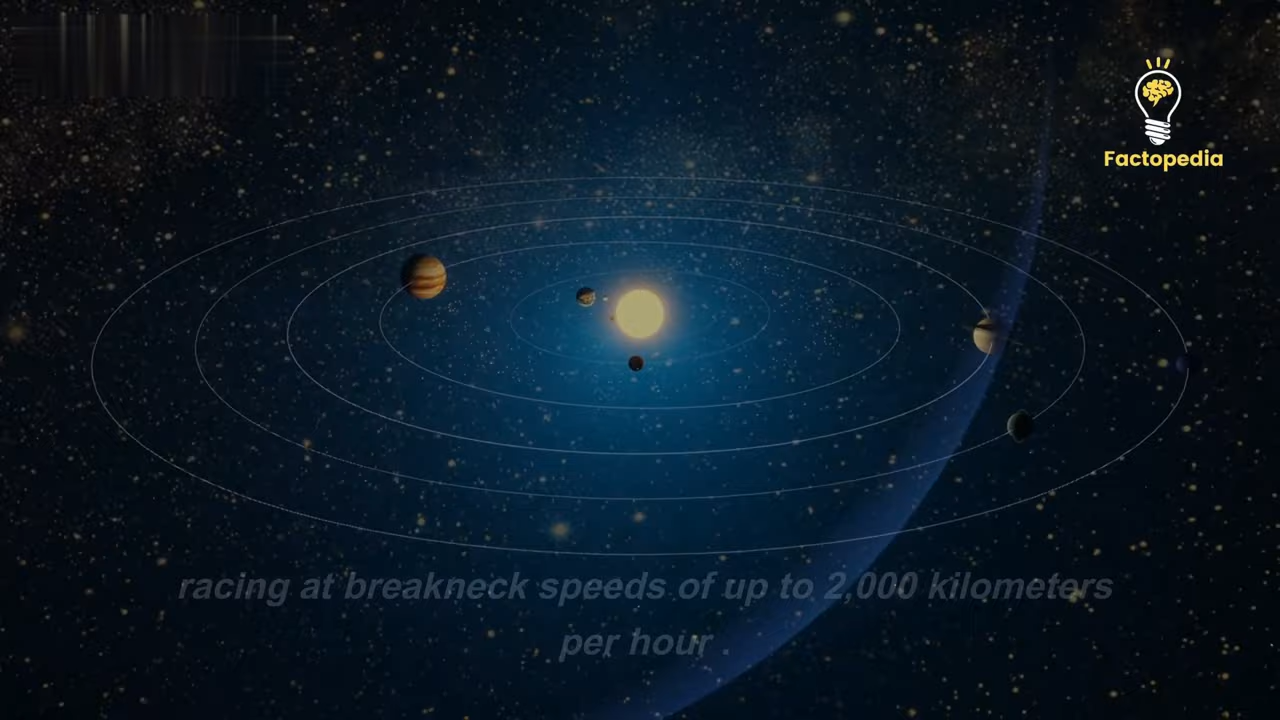 Factopedia
racing at breakneck speeds of up to 2,000 kilometers
per hour .